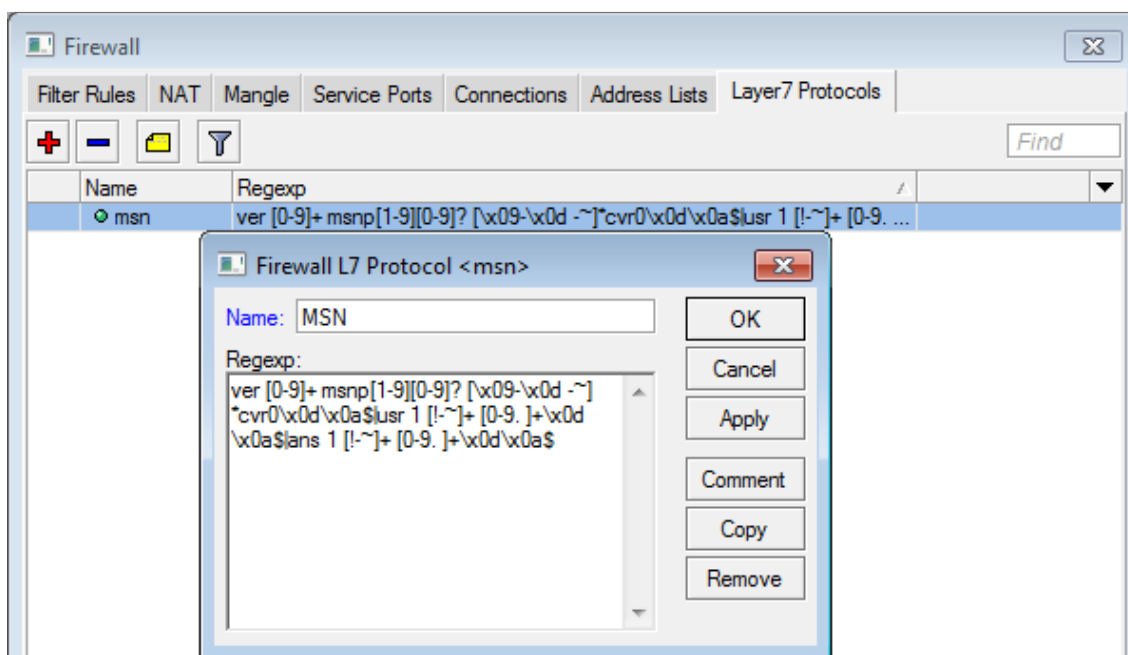 Firewall
Filter Rules NAT Mangle Service Ports Connections Address Lists Layer7 Protocols
Find
Name Regexp
msn ver [0-9]+ msnp[1-9][0-9]? [\x09-\x0d -~]*cvr0\x0d\x0a$|usr 1 [!-~]+ [0-9. ...
Firewall L7 Protocol <msn>
Name: MSN OK
Regexp: Cancel
ver [0-9]+ msnp[1-9][0-9]? [\x09-\x0d -~]
*cvr0\x0d\x0a$|usr 1 [!-~]+ [0-9. ]+\x0d Apply
\x0a$|ans 1 [!-~]+ [0-9. ]+\x0d\x0a$
Comment
Copy
Remove